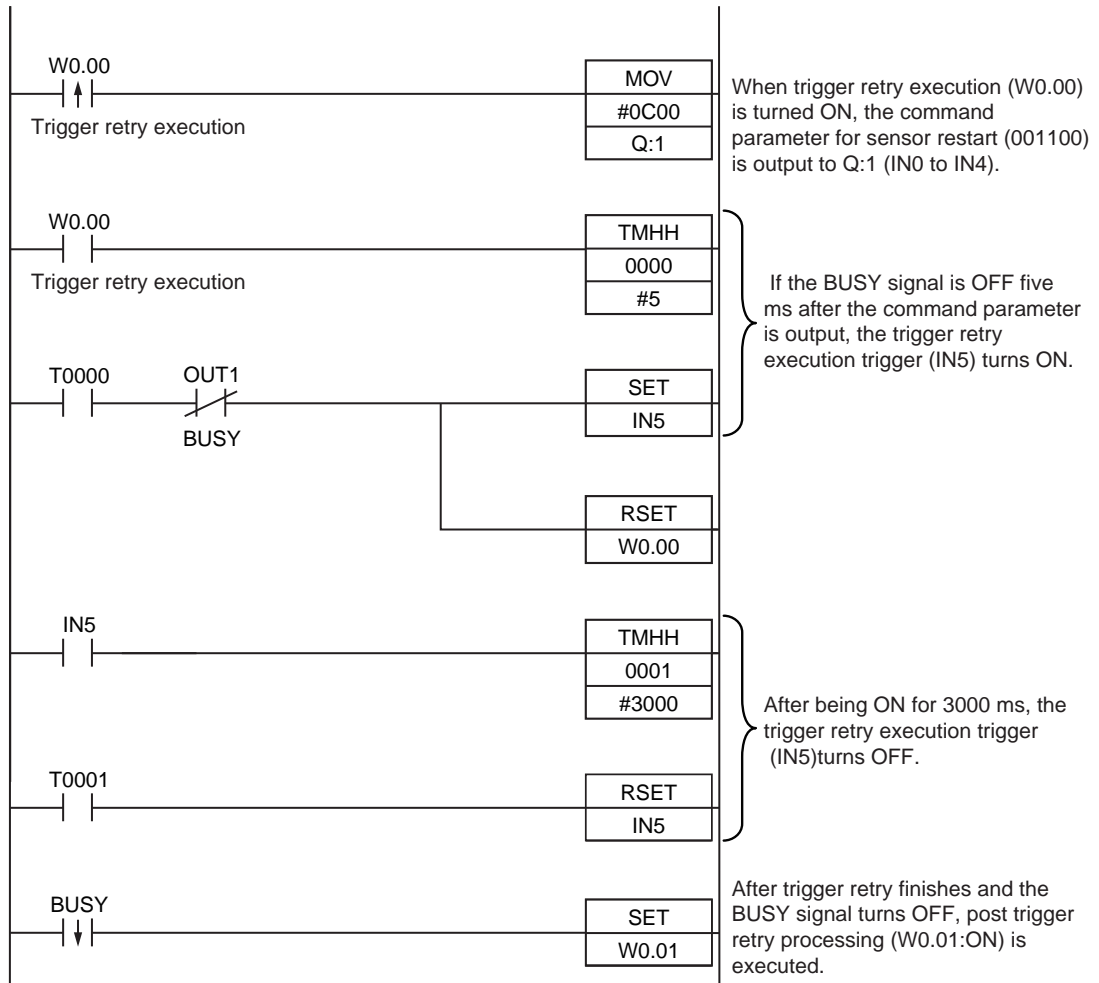 W0.00
Trigger retry execution
MOV
#0C00
Q:1
When trigger retry execution (W0.00)
is turned ON, the command
parameter for sensor restart (001100)
is output to Q:1 (IN0 to IN4).
W0.00
Trigger retry execution
TMHH
0000
#5
If the BUSY signal is OFF five
ms after the command parameter
is output, the trigger retry
execution trigger (IN5) turns ON.
T0000
OUT1
BUSY
SET
IN5
RSET
W0.00
IN5
TMHH
0001
#3000
After being ON for 3000 ms, the
trigger retry execution trigger
(IN5)turns OFF.
T0001
RSET
IN5
BUSY
SET
W0.01
After trigger retry finishes and the
BUSY signal turns OFF, post trigger
retry processing (W0.01:ON) is
executed.